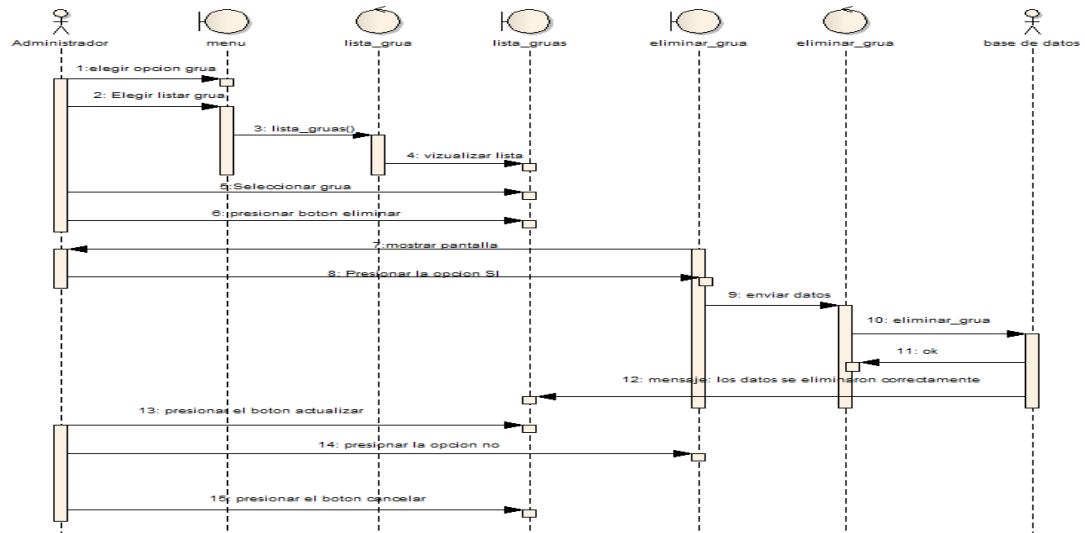 Administrador
menu
lista_grua
lista_gruas
eliminar_grua
eliminar_grua
base de datos
1:elegir opcion grua
2: Elegir listar grua
3: lista_gruas()
4: vizualizar lista
5:Seleccionar grua
6: presionar boton eliminar
7:mostrar pantalla
8: Presionar la opcion SI
9: enviar datos
10: eliminar_grua
11: ok
12: mensaje: los datos se eliminaron correctamente
13: presionar el boton actualizar
14: presionar la opcion no
15: presionar el boton cancelar